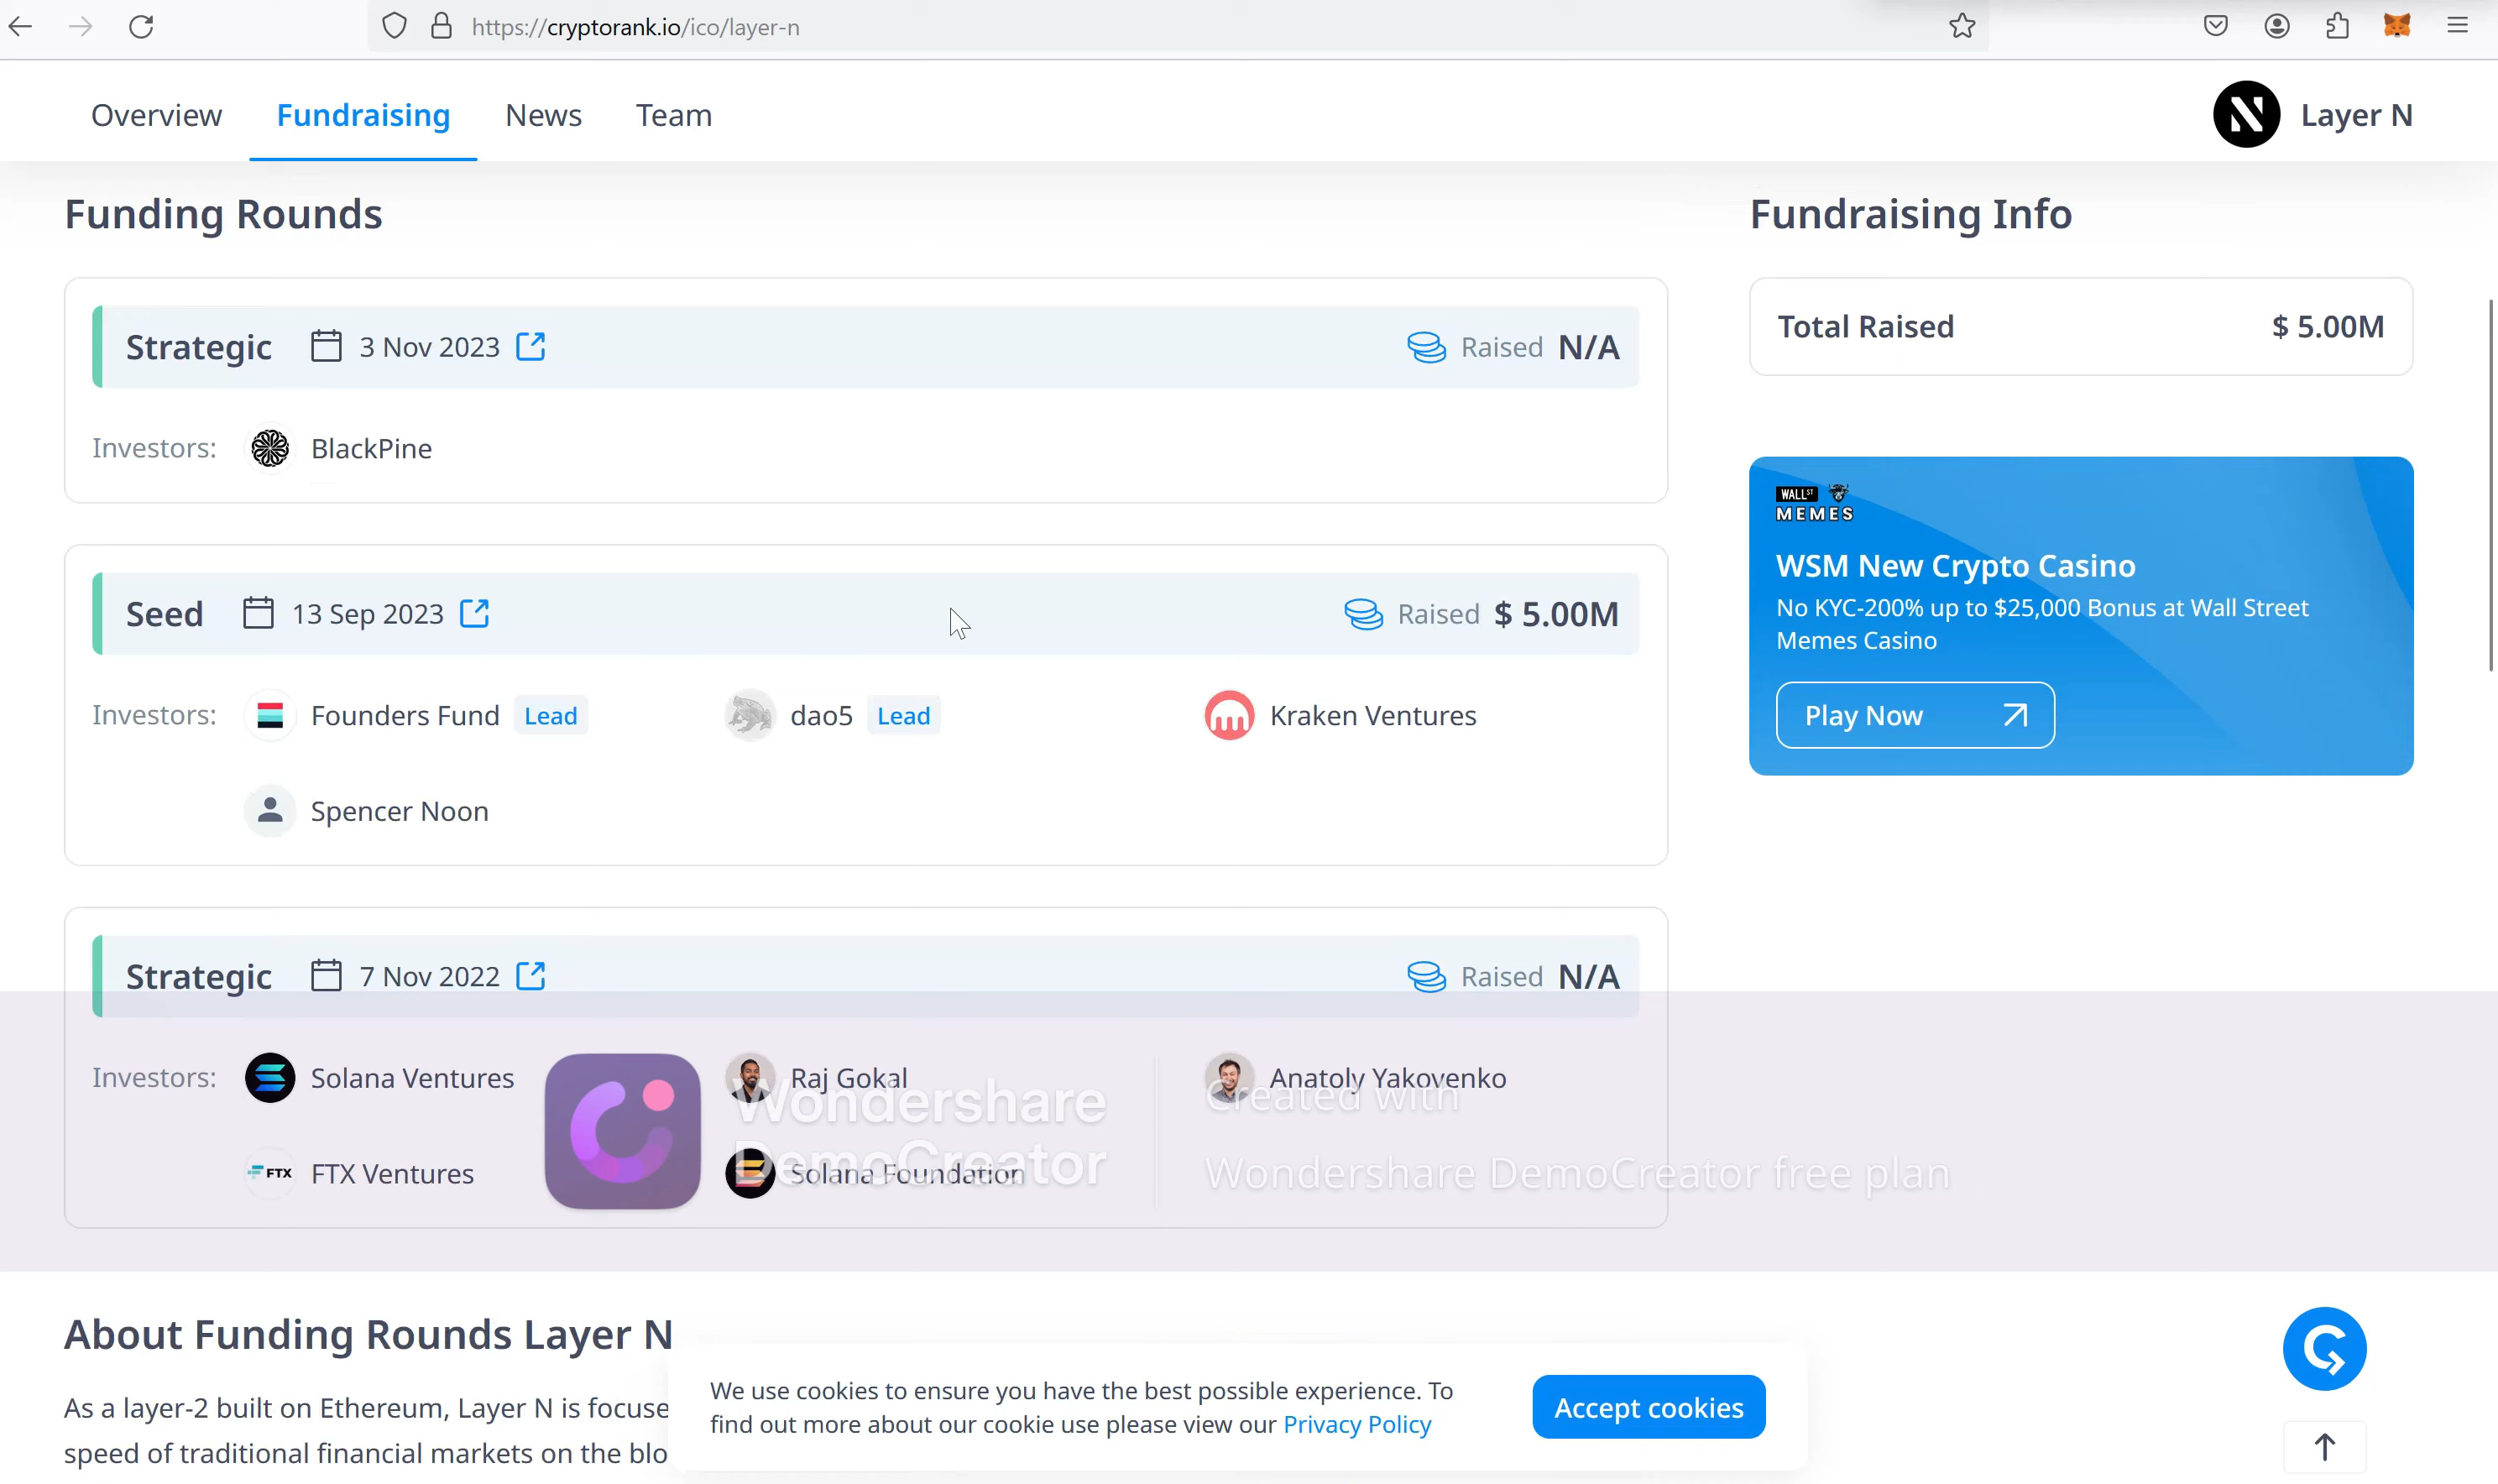 https://cryptorank.io/ico/layer-n
Overview
Fundraising
News
Team
Layer N
Funding Rounds
Fundraising Info
Strategic 3 Nov 2023 Raised N/A
Total Raised $ 5.00M
Investors: BlackPine
WALL ST
MEMES
WSM New Crypto Casino
No KYC-200% up to $25,000 Bonus at Wall Street
Memes Casino
Play Now
Seed 13 Sep 2023 Raised $ 5.00M
Investors: Founders Fund Lead dao5 Lead Kraken Ventures
Spencer Noon
Strategic 7 Nov 2022 Raised N/A
Investors: Solana Ventures Raj Gokal Anatoly Yakovenko
FTX FTX Ventures Solana Foundation
Wondershare
DemoCreator
Created with
Wondershare DemoCreator free plan
About Funding Rounds Layer N
As a layer-2 built on Ethereum, Layer N is focuse
speed of traditional financial markets on the blo
We use cookies to ensure you have the best possible experience. To
find out more about our cookie use please view our Privacy Policy
Accept cookies